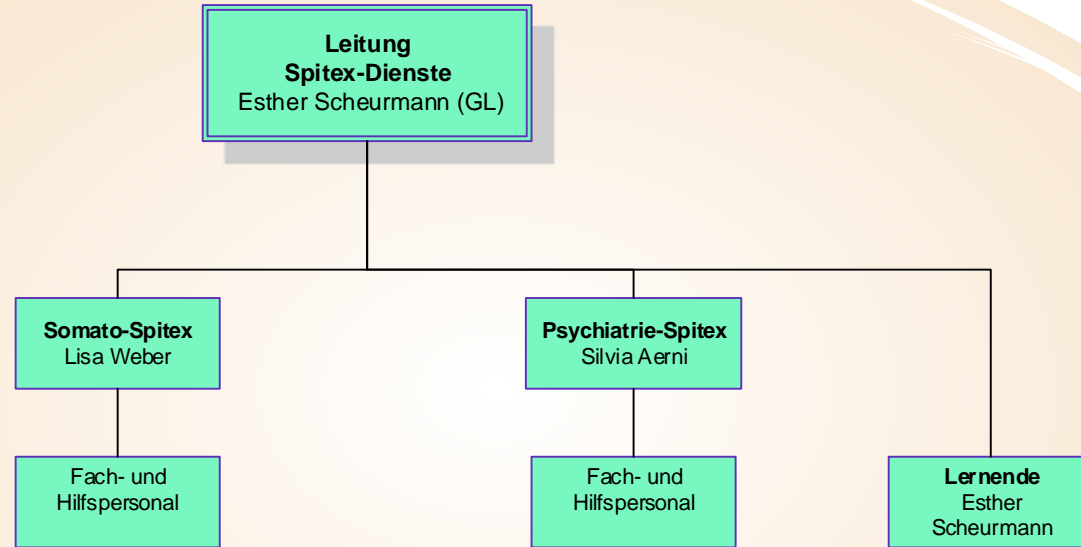 Leitung
Spitex-Dienste
Esther Scheurmann (GL)
Somato-Spitex
Lisa Weber
Psychiatrie-Spitex
Silvia Aerni
Fach- und
Hilfspersonal
Fach- und
Hilfspersonal
Lernende
Esther
Scheurmann